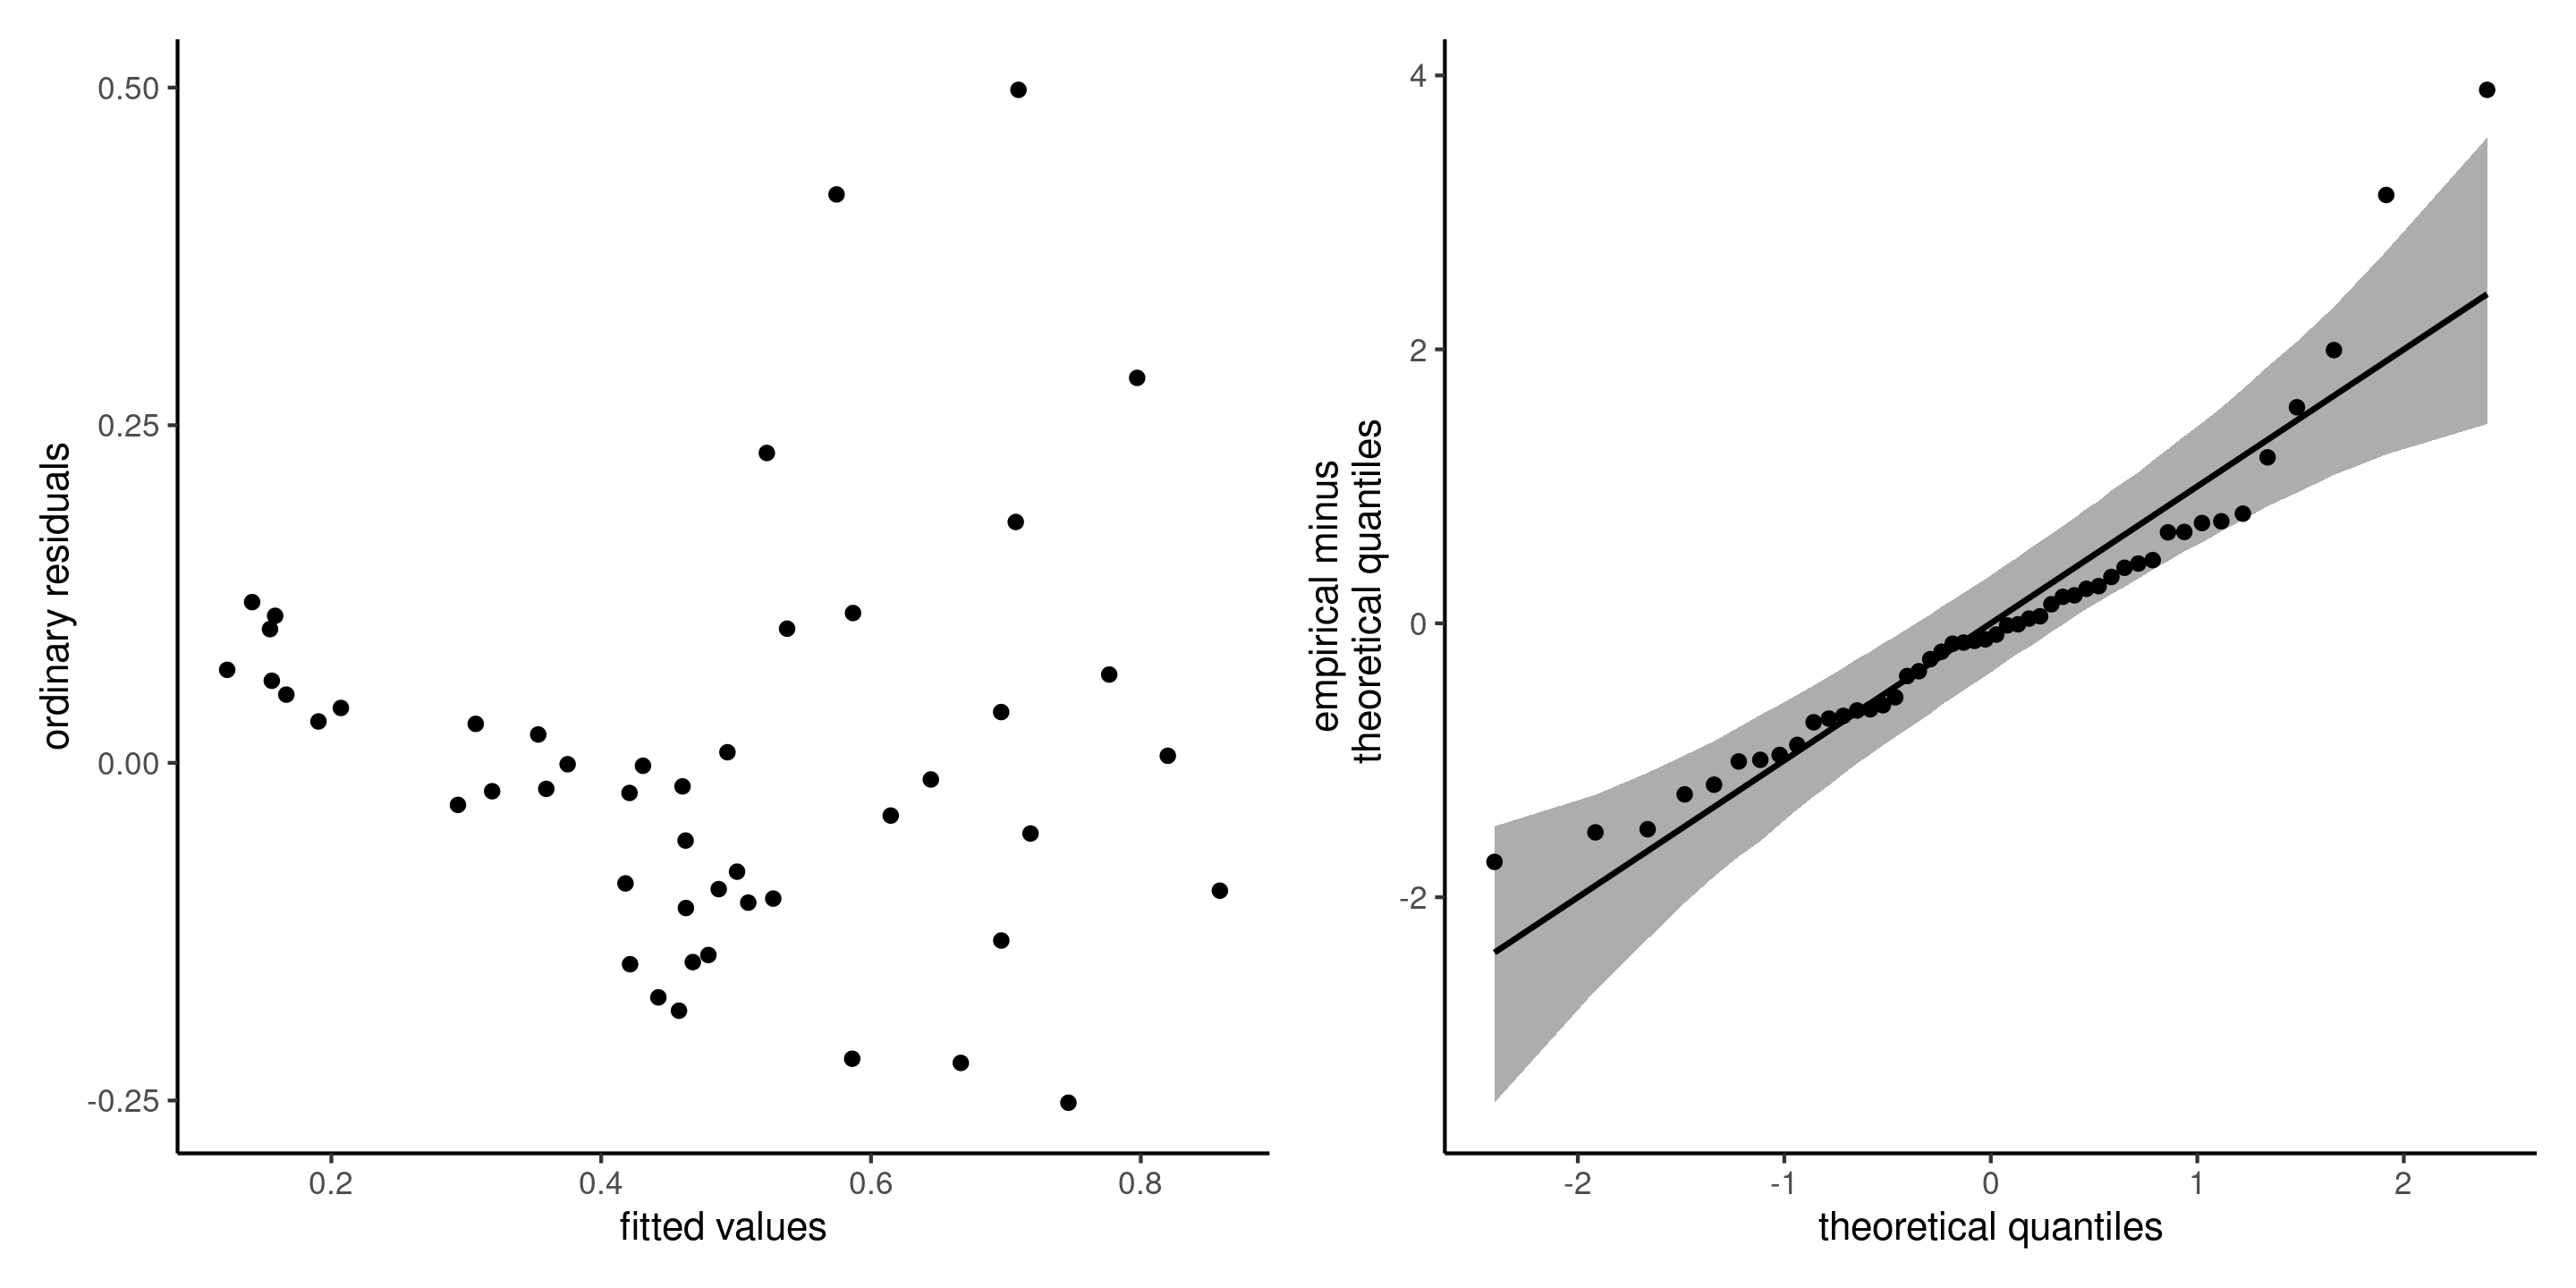 0.50
0.25
0.00
-0.25
ordinary residuals
0.2 0.4 0.6 0.8
fitted values
4
2
0
-2
empirical minus
theoretical quantiles
-2 -1 0 1 2
theoretical quantiles